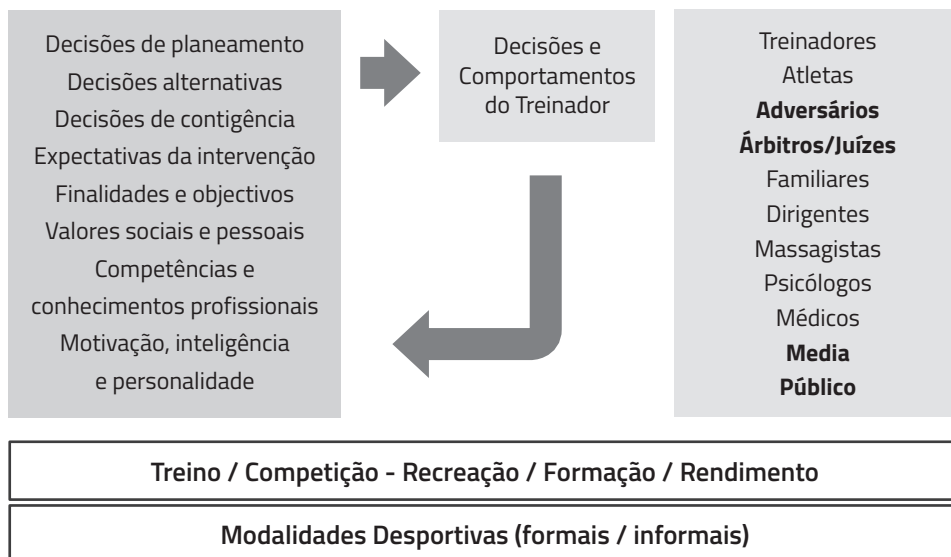 Decisões de planeamento
Decisões alternativas
Decisões de contigência
Expectativas da intervenção
Finalidades e objectivos
Valores sociais e pessoais
Competências e
conhecimentos profissionais
Motivação, inteligência
e personalidade
Decisões e
Comportamentos
do Treinador
Treinadores
Atletas
Adversários
Árbitros/Juízes
Familiares
Dirigentes
Massagistas
Psicólogos
Médicos
Media
Público
Treino / Competição - Recreação / Formação / Rendimento
Modalidades Desportivas (formais / informais)